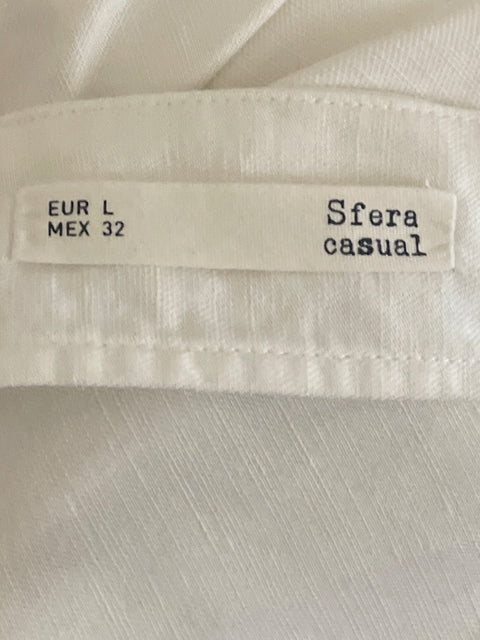 EUR L
MEX 32
Sfera
casual